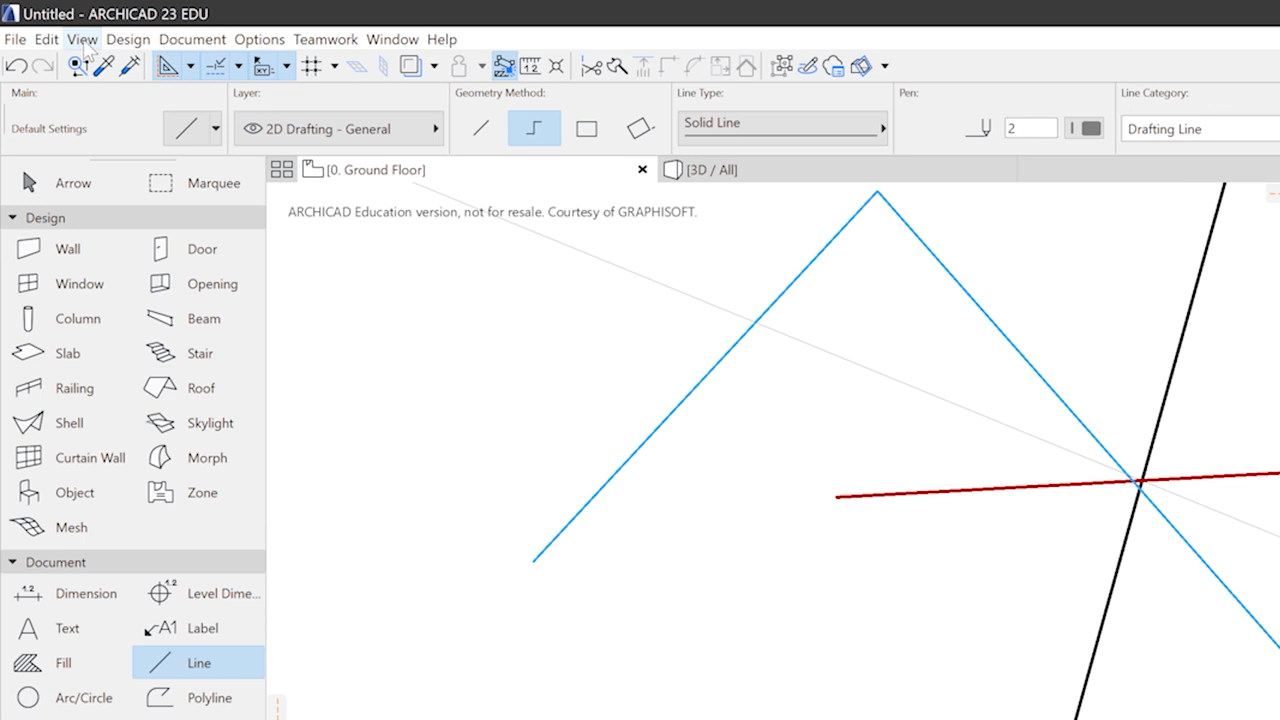 Untitled - ARCHICAD 23 EDU
File Edit View Design Document Options Teamwork Window Help
Main: Layer: Geometry Method: Line Type: Pen: Line Category:
Default Settings 2D Drafting - General Solid Line 2 Drafting Line
[0. Ground Floor] [3D / All]
Arrow Marquee
ARCHICAD Education version, not for resale. Courtesy of GRAPHISOFT.
Design
Wall Door
Window Opening
Column Beam
Slab Stair
Railing Roof
Shell Skylight
Curtain Wall Morph
Object Zone
Mesh
Document
Dimension Level Dime...
Text Label
Fill Line
Arc/Circle Polyline